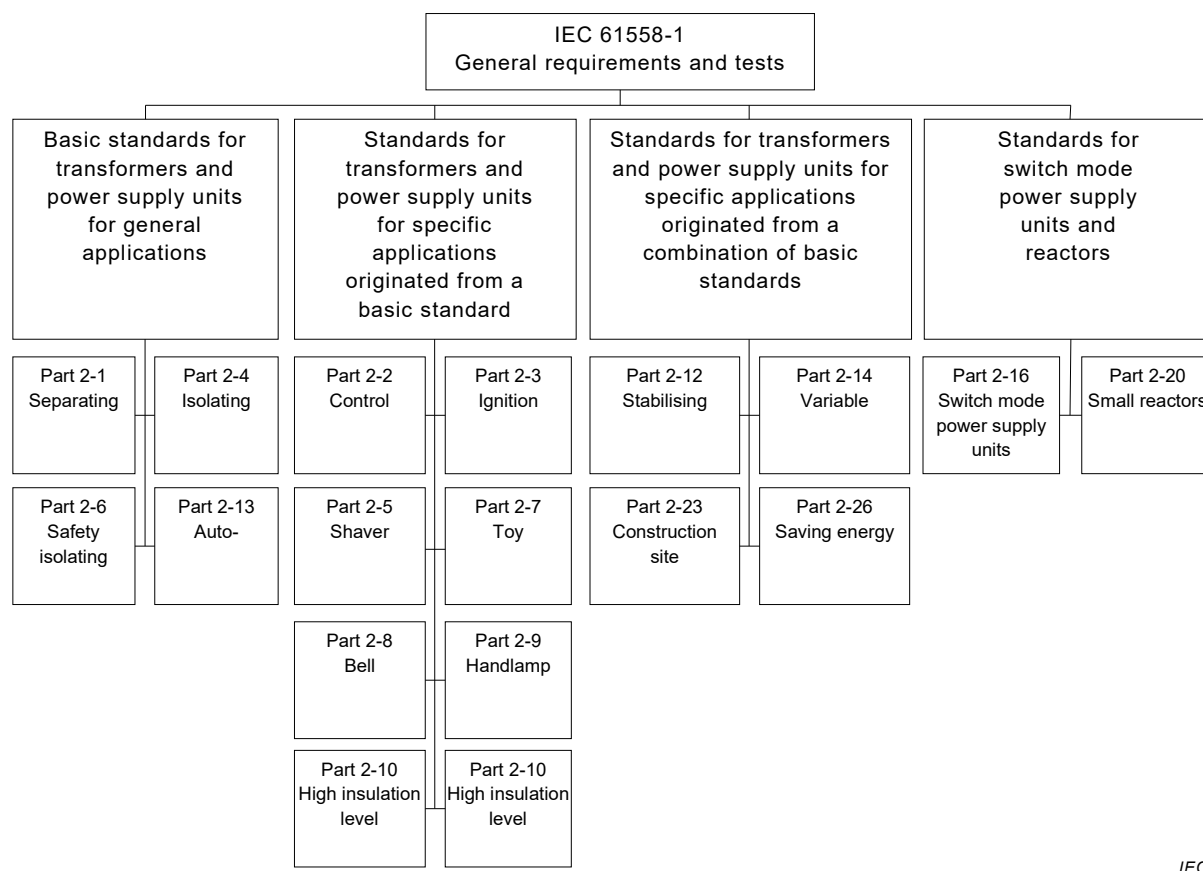 IEC 61558-1
General requirements and tests
Basic standards for
transformers and
power supply units
for general
applications
Standards for
transformers and
power supply units
for specific
applications
originated from a
basic standard
Standards for transformers
and power supply units for
specific applications
originated from a
combination of basic
standards
Standards for
switch mode
power supply
units and
reactors
Part 2-1
Separating
Part 2-4
Isolating
Part 2-2
Control
Part 2-3
Ignition
Part 2-12
Stabilising
Part 2-14
Variable
Part 2-16
Switch mode
power supply
units
Part 2-20
Small reactors
Part 2-6
Safety
isolating
Part 2-13
Auto-
Part 2-5
Shaver
Part 2-7
Toy
Part 2-23
Construction
site
Part 2-26
Saving energy
Part 2-8
Bell
Part 2-9
Handlamp
Part 2-10
High insulation
level
Part 2-10
High insulation
level
IEC